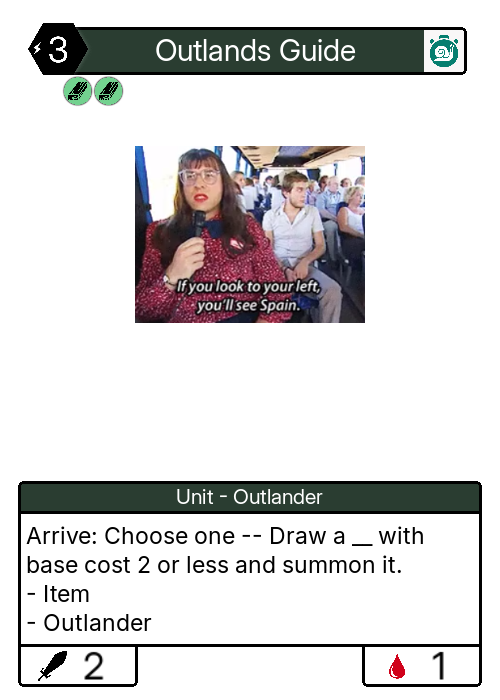 3
Outlands Guide
If you look to your left,
you'll see Spain.
Unit - Outlander
Arrive: Choose one -- Draw a __ with
base cost 2 or less and summon it.
- Item
- Outlander
2
1